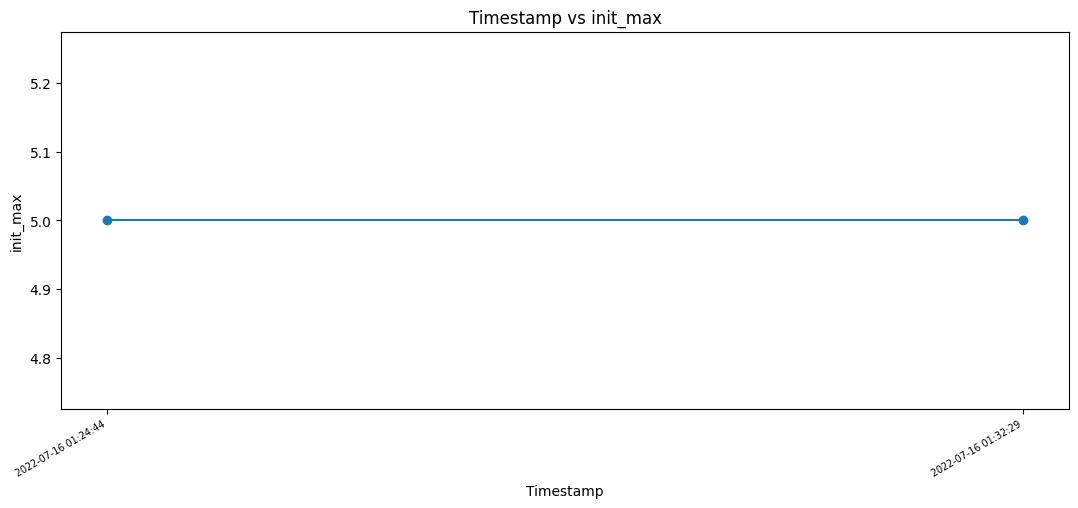 Timestamp vs init_max
init_max
5.2
5.1
5.0
4.9
4.8
2022-07-16 01:24:44
2022-07-16 01:32:29
Timestamp